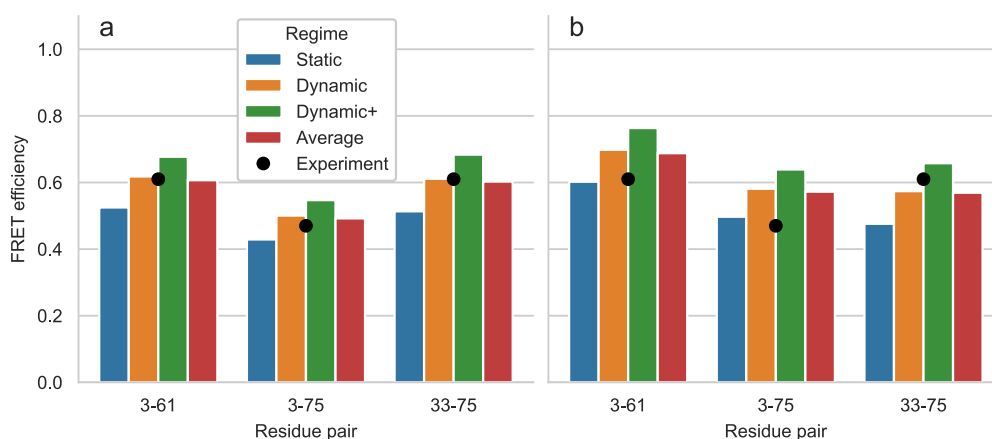 a
b
Regime
Static
Dynamic
Dynamic+
Average
Experiment
FRET efficiency
1.0
0.8
0.6
0.4
0.2
0.0
3-61
3-75
33-75
3-61
3-75
33-75
Residue pair
Residue pair